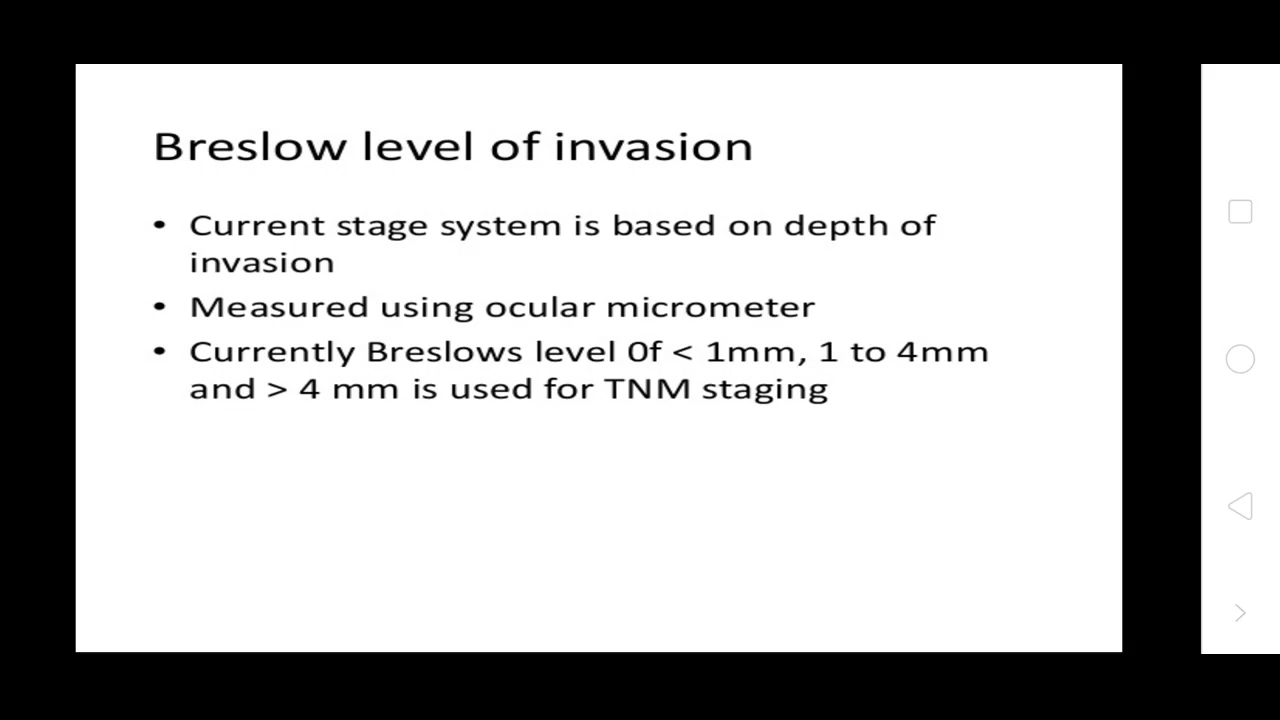 Breslow level of invasion
• Current stage system is based on depth of
invasion
• Measured using ocular micrometer
• Currently Breslows level 0f < 1mm, 1 to 4mm
and > 4 mm is used for TNM staging